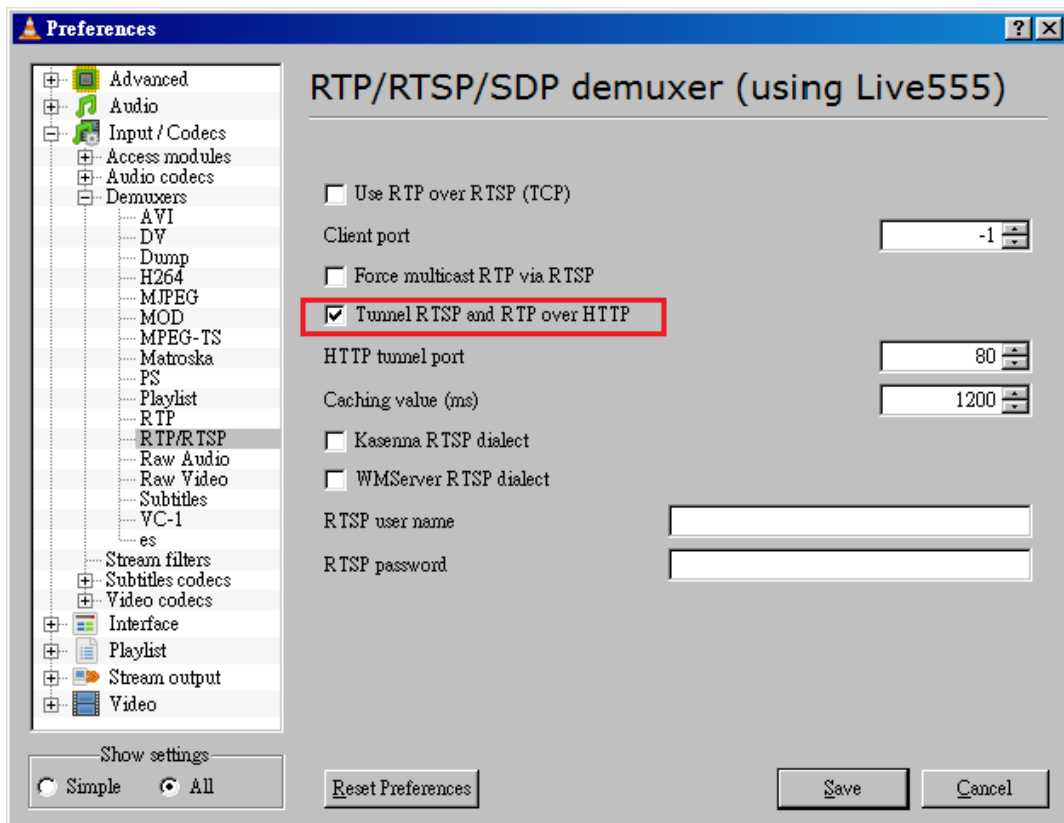 Preferences
Advanced
Audio
Input / Codecs
Access modules
Audio codecs
Demuxers
AVI
DV
Dump
H264
MJPEG
MOD
MPEG-TS
Matroska
PS
Playlist
RTP
RTP/RTSP
Raw Audio
Raw Video
Subtitles
VC-1
es
Stream filters
Subtitles codecs
Video codecs
Interface
Playlist
Stream output
Video
Show settings
Simple All
RTP/RTSP/SDP demuxer (using Live555)
Use RTP over RTSP (TCP)
Client port -1
Force multicast RTP via RTSP
Tunnel RTSP and RTP over HTTP
HTTP tunnel port 80
Caching value (ms) 1200
Kasenna RTSP dialect
WMServer RTSP dialect
RTSP user name
RTSP password
Reset Preferences Save Cancel